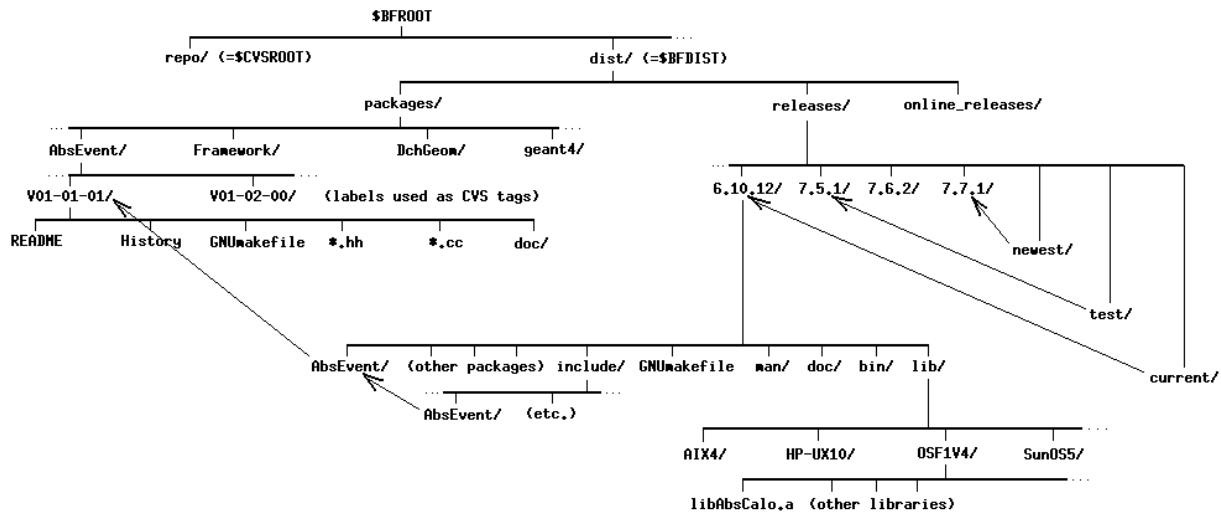 $BFROOT
repo/ (=$CVSROOT) dist/ (=$BFDIST)
packages/ releases/ online_releases/
AbsEvent/ Framework/ DchGeom/ geant4/
V01-01-01/ V01-02-00/ (labels used as CVS tags) 6.10.12/ 7.5.1/ 7.6.2/ 7.7.1/
README History GNUmakefile *.hh *.cc doc/
newest/
test/
AbsEvent/ (other packages) include/ GNUmakefile man/ doc/ bin/ lib/
current/
AbsEvent/ (etc.)
AIX4/ HP-UX10/ OSF1V4/ SunOS5/
libAbsCalo.a (other libraries)